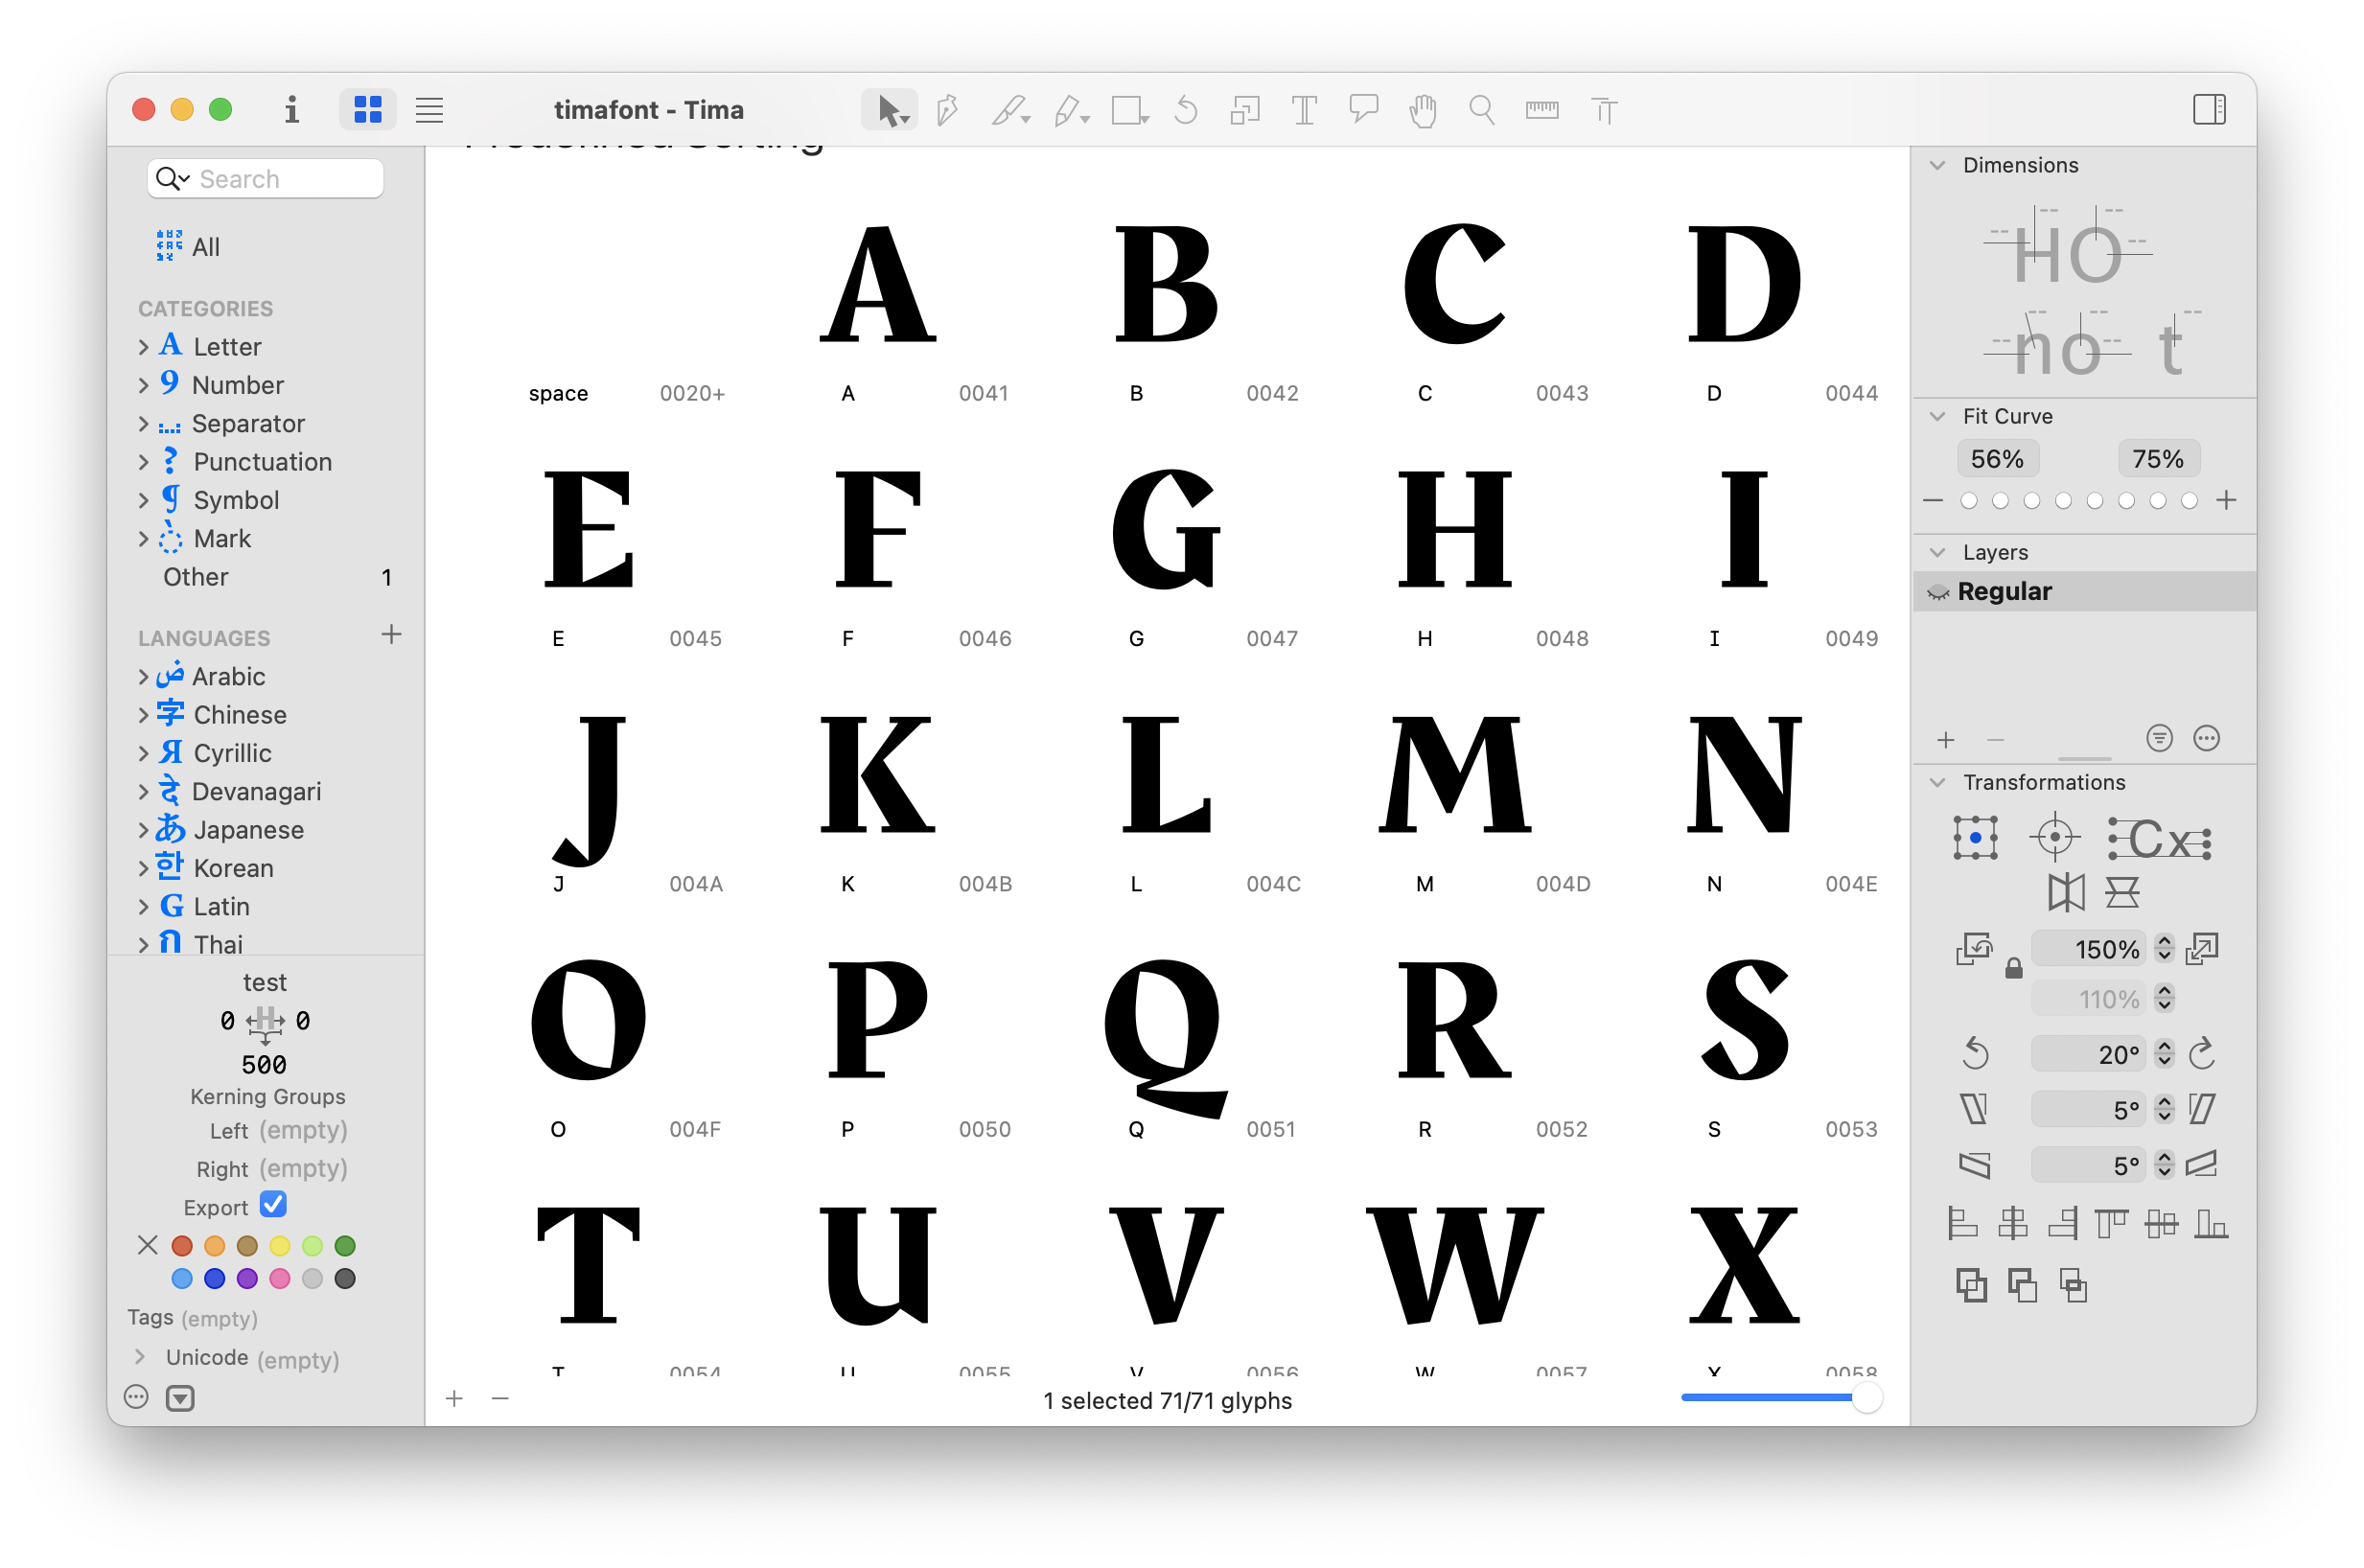 timafont - Tima
Search
All
CATEGORIES
Letter
Number
Separator
Punctuation
Symbol
Mark
Other 1
LANGUAGES
Arabic
Chinese
Cyrillic
Devanagari
Japanese
Korean
Latin
Thai
test
0 H 0
500
Kerning Groups
Left (empty)
Right (empty)
Export
Tags (empty)
Unicode (empty)
Predefined Sorting
A B C D
space 0020+ A 0041 B 0042 C 0043 D 0044
E F G H I
E 0045 F 0046 G 0047 H 0048 I 0049
J K L M N
J 004A K 004B L 004C M 004D N 004E
O P Q R S
O 004F P 0050 Q 0051 R 0052 S 0053
T U V W X
T 0054 U 0055 V 0056 W 0057 X 0058
1 selected 71/71 glyphs
Dimensions
HO
no t
Fit Curve
56% 75%
Layers
Regular
Transformations
Cx
150%
110%
20°
5°
5°